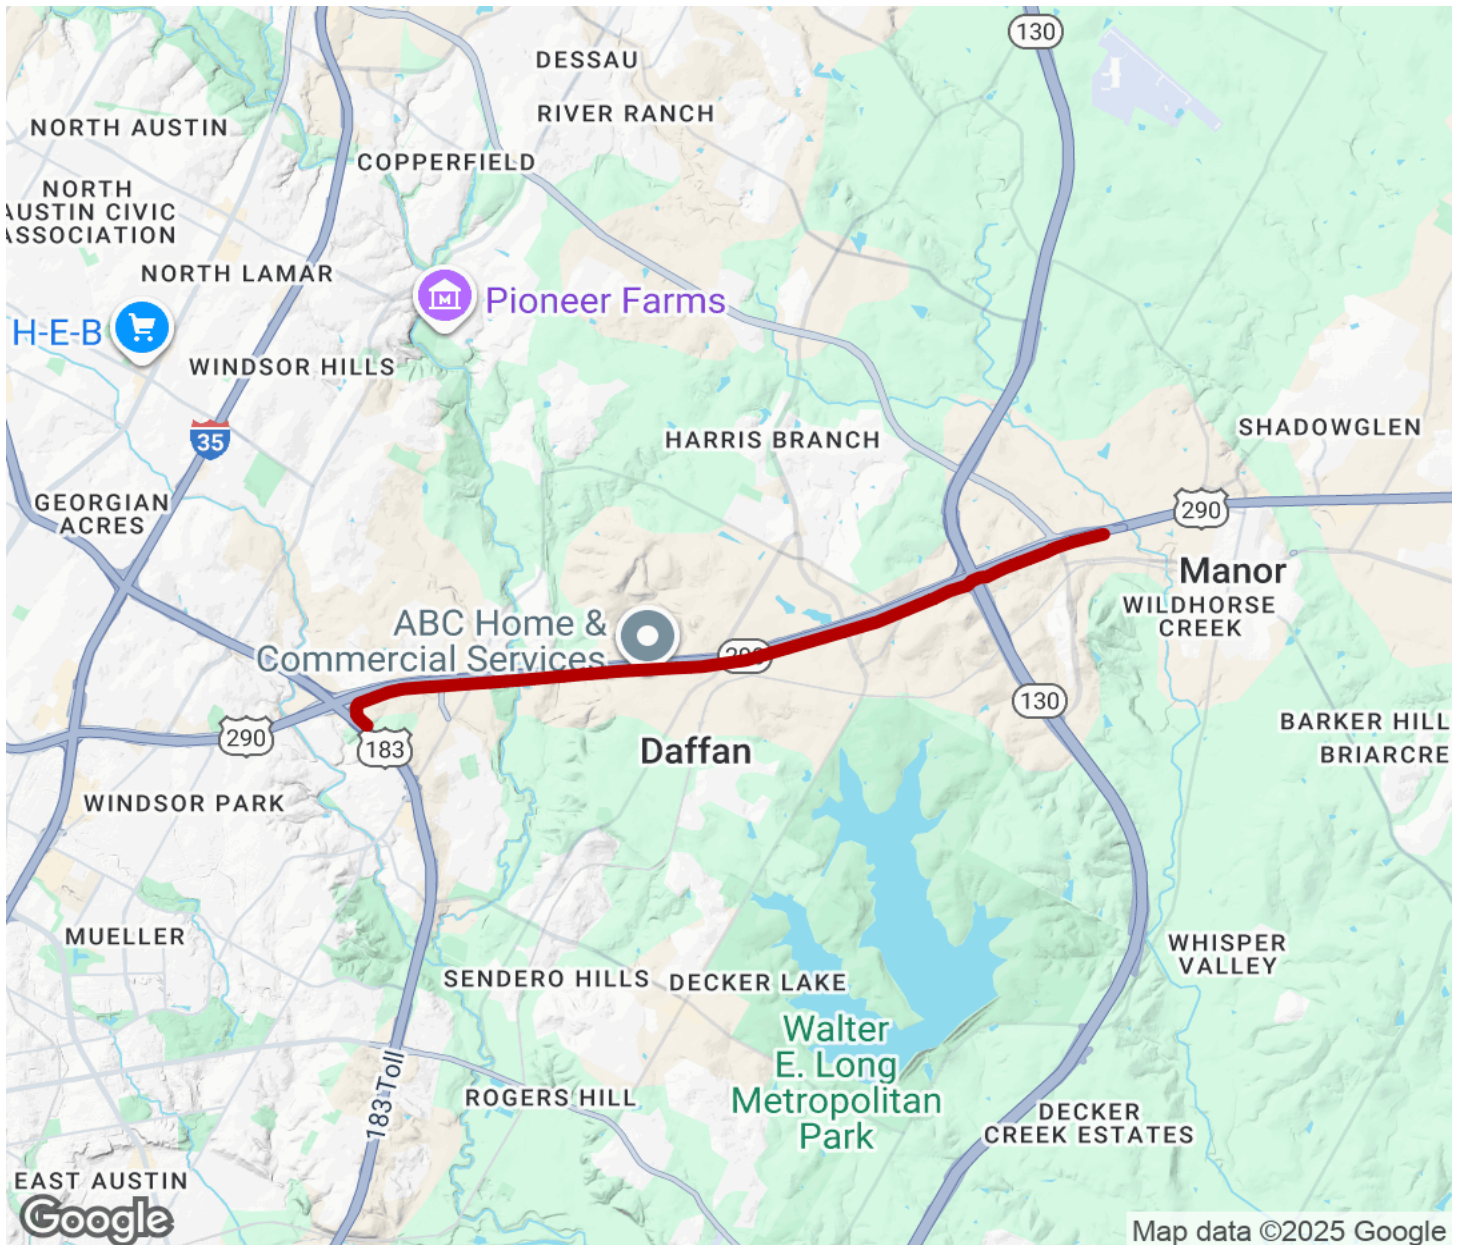 130
DESSAU
RIVER RANCH
NORTH AUSTIN
COPPERFIELD
NORTH
AUSTIN CIVIC
ASSOCIATION
NORTH LAMAR
Pioneer Farms
H-E-B
WINDSOR HILLS
35
HARRIS BRANCH
SHADOWGLEN
GEORGIAN
ACRES
290
Manor
WILDHORSE
CREEK
ABC Home &
Commercial Services
290
130
290
183
Daffan
BARKER HILL
BRIARCRE
WINDSOR PARK
MUELLER
WHISPER
VALLEY
SENDERO HILLS
DECKER LAKE
Walter
E. Long
Metropolitan
Park
183 Toll
ROGERS HILL
DECKER
CREEK ESTATES
EAST AUSTIN
Google
Map data ©2025 Google